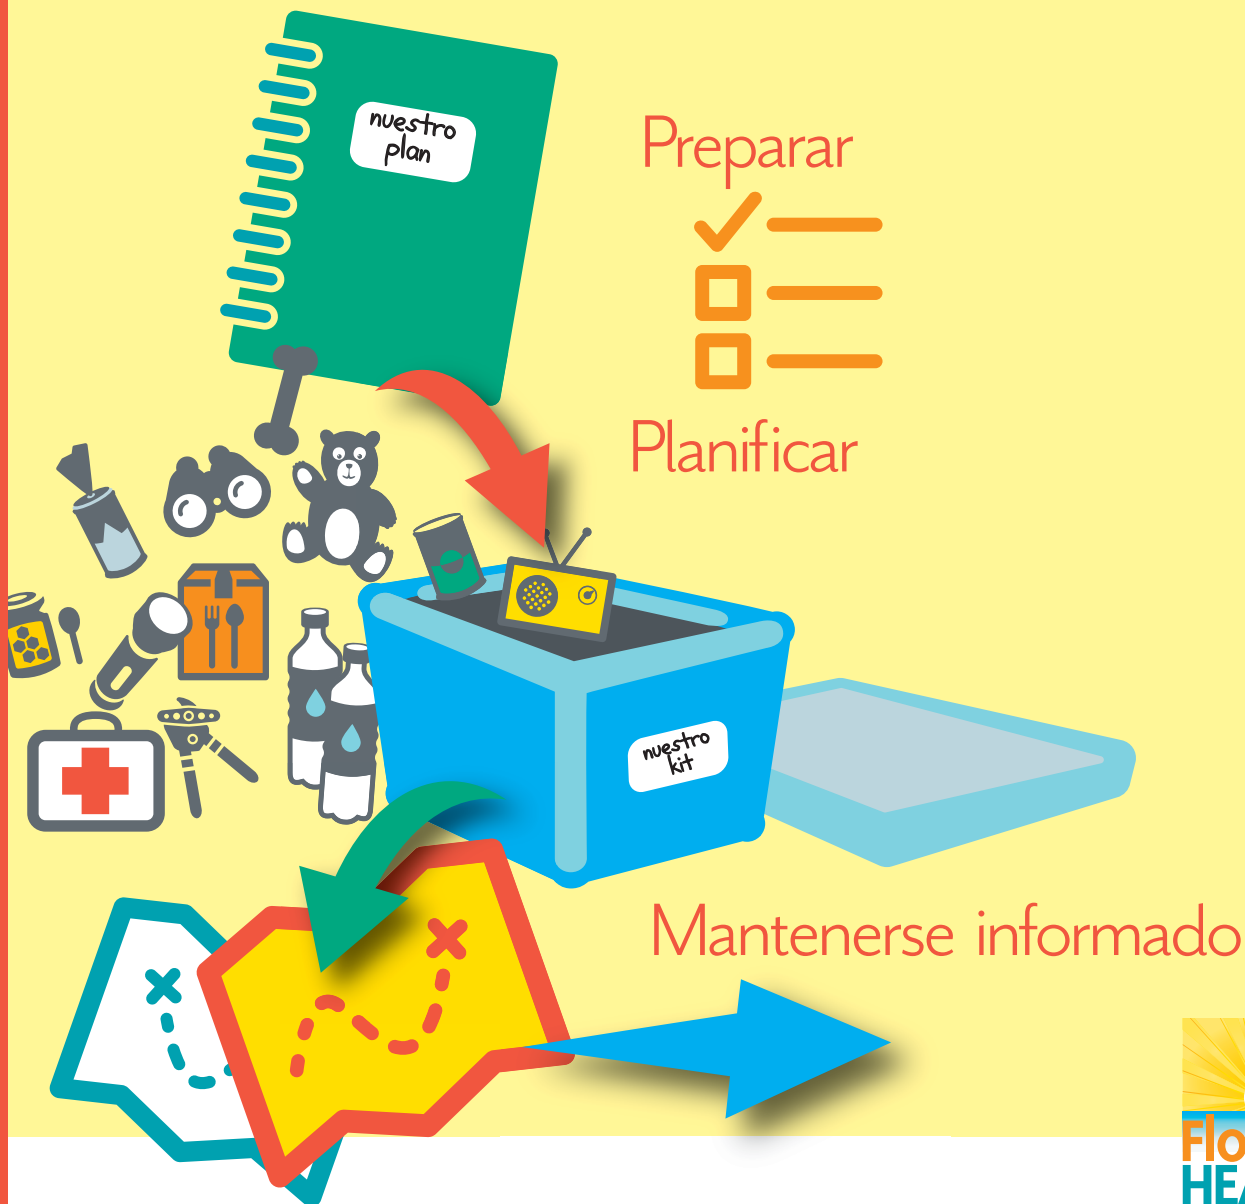 nuestro
plan
Preparar
Planificar
nuestro
kit
Mantenerse informado